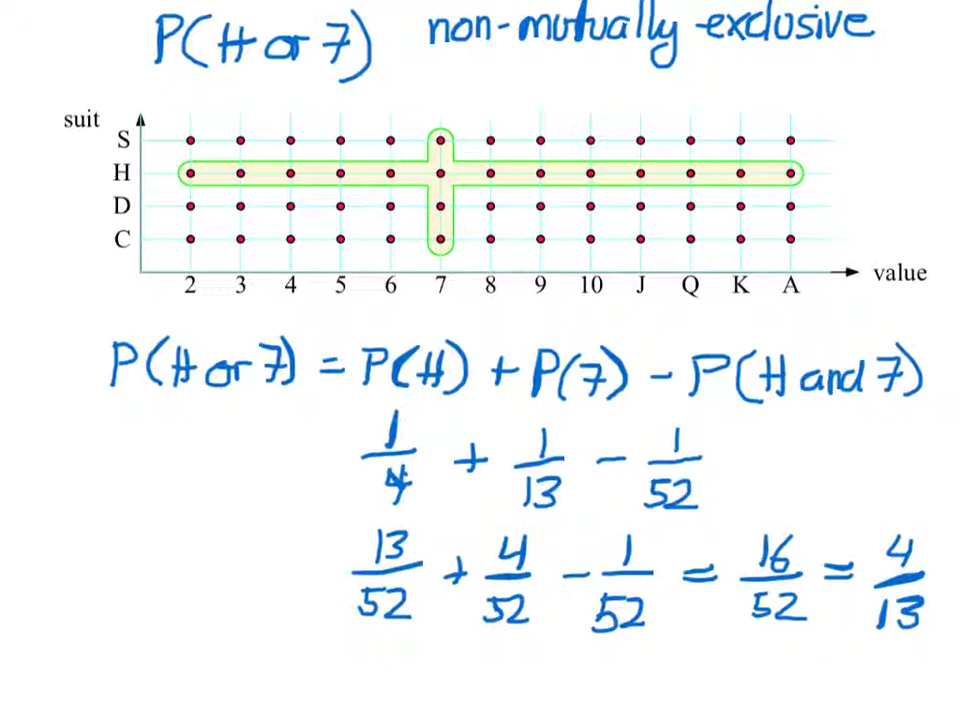 P(H or 7) non-mutually exclusive
suit
S
H
D
C
2 3 4 5 6 7 8 9 10 J Q K A value
P(H or 7) = P(H) + P(7) - P(H and 7)
1/4 + 1/13 - 1/52
13/52 + 4/52 - 1/52 = 16/52 = 4/13